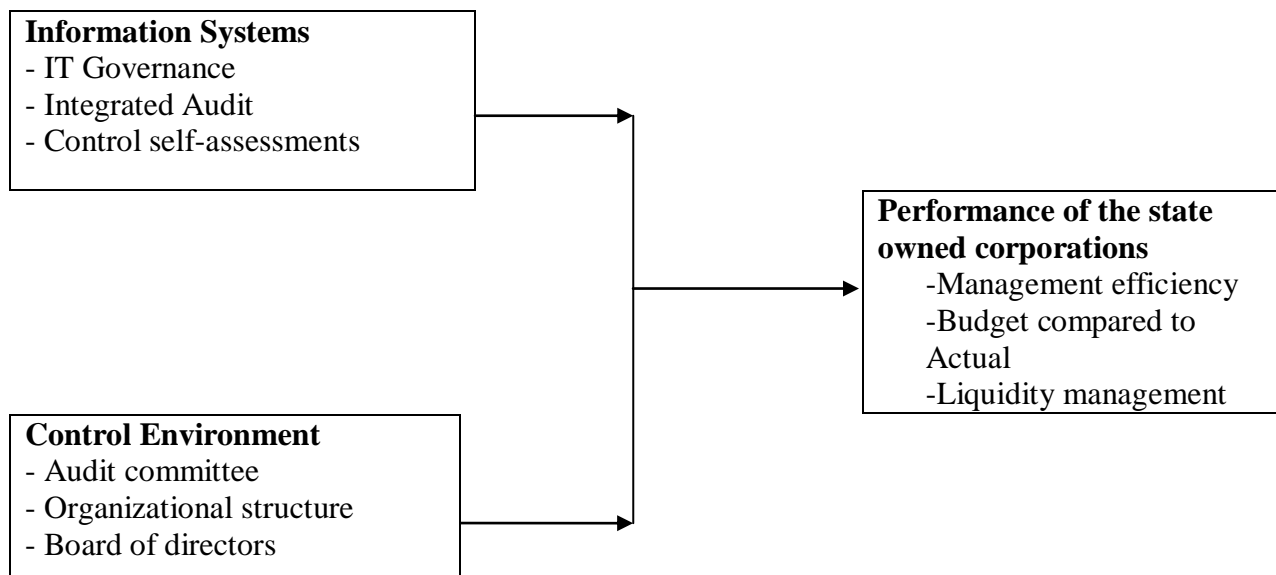 Information Systems
- IT Governance
- Integrated Audit
- Control self-assessments
Performance of the state
owned corporations
-Management efficiency
-Budget compared to
Actual
-Liquidity management
Control Environment
- Audit committee
- Organizational structure
- Board of directors